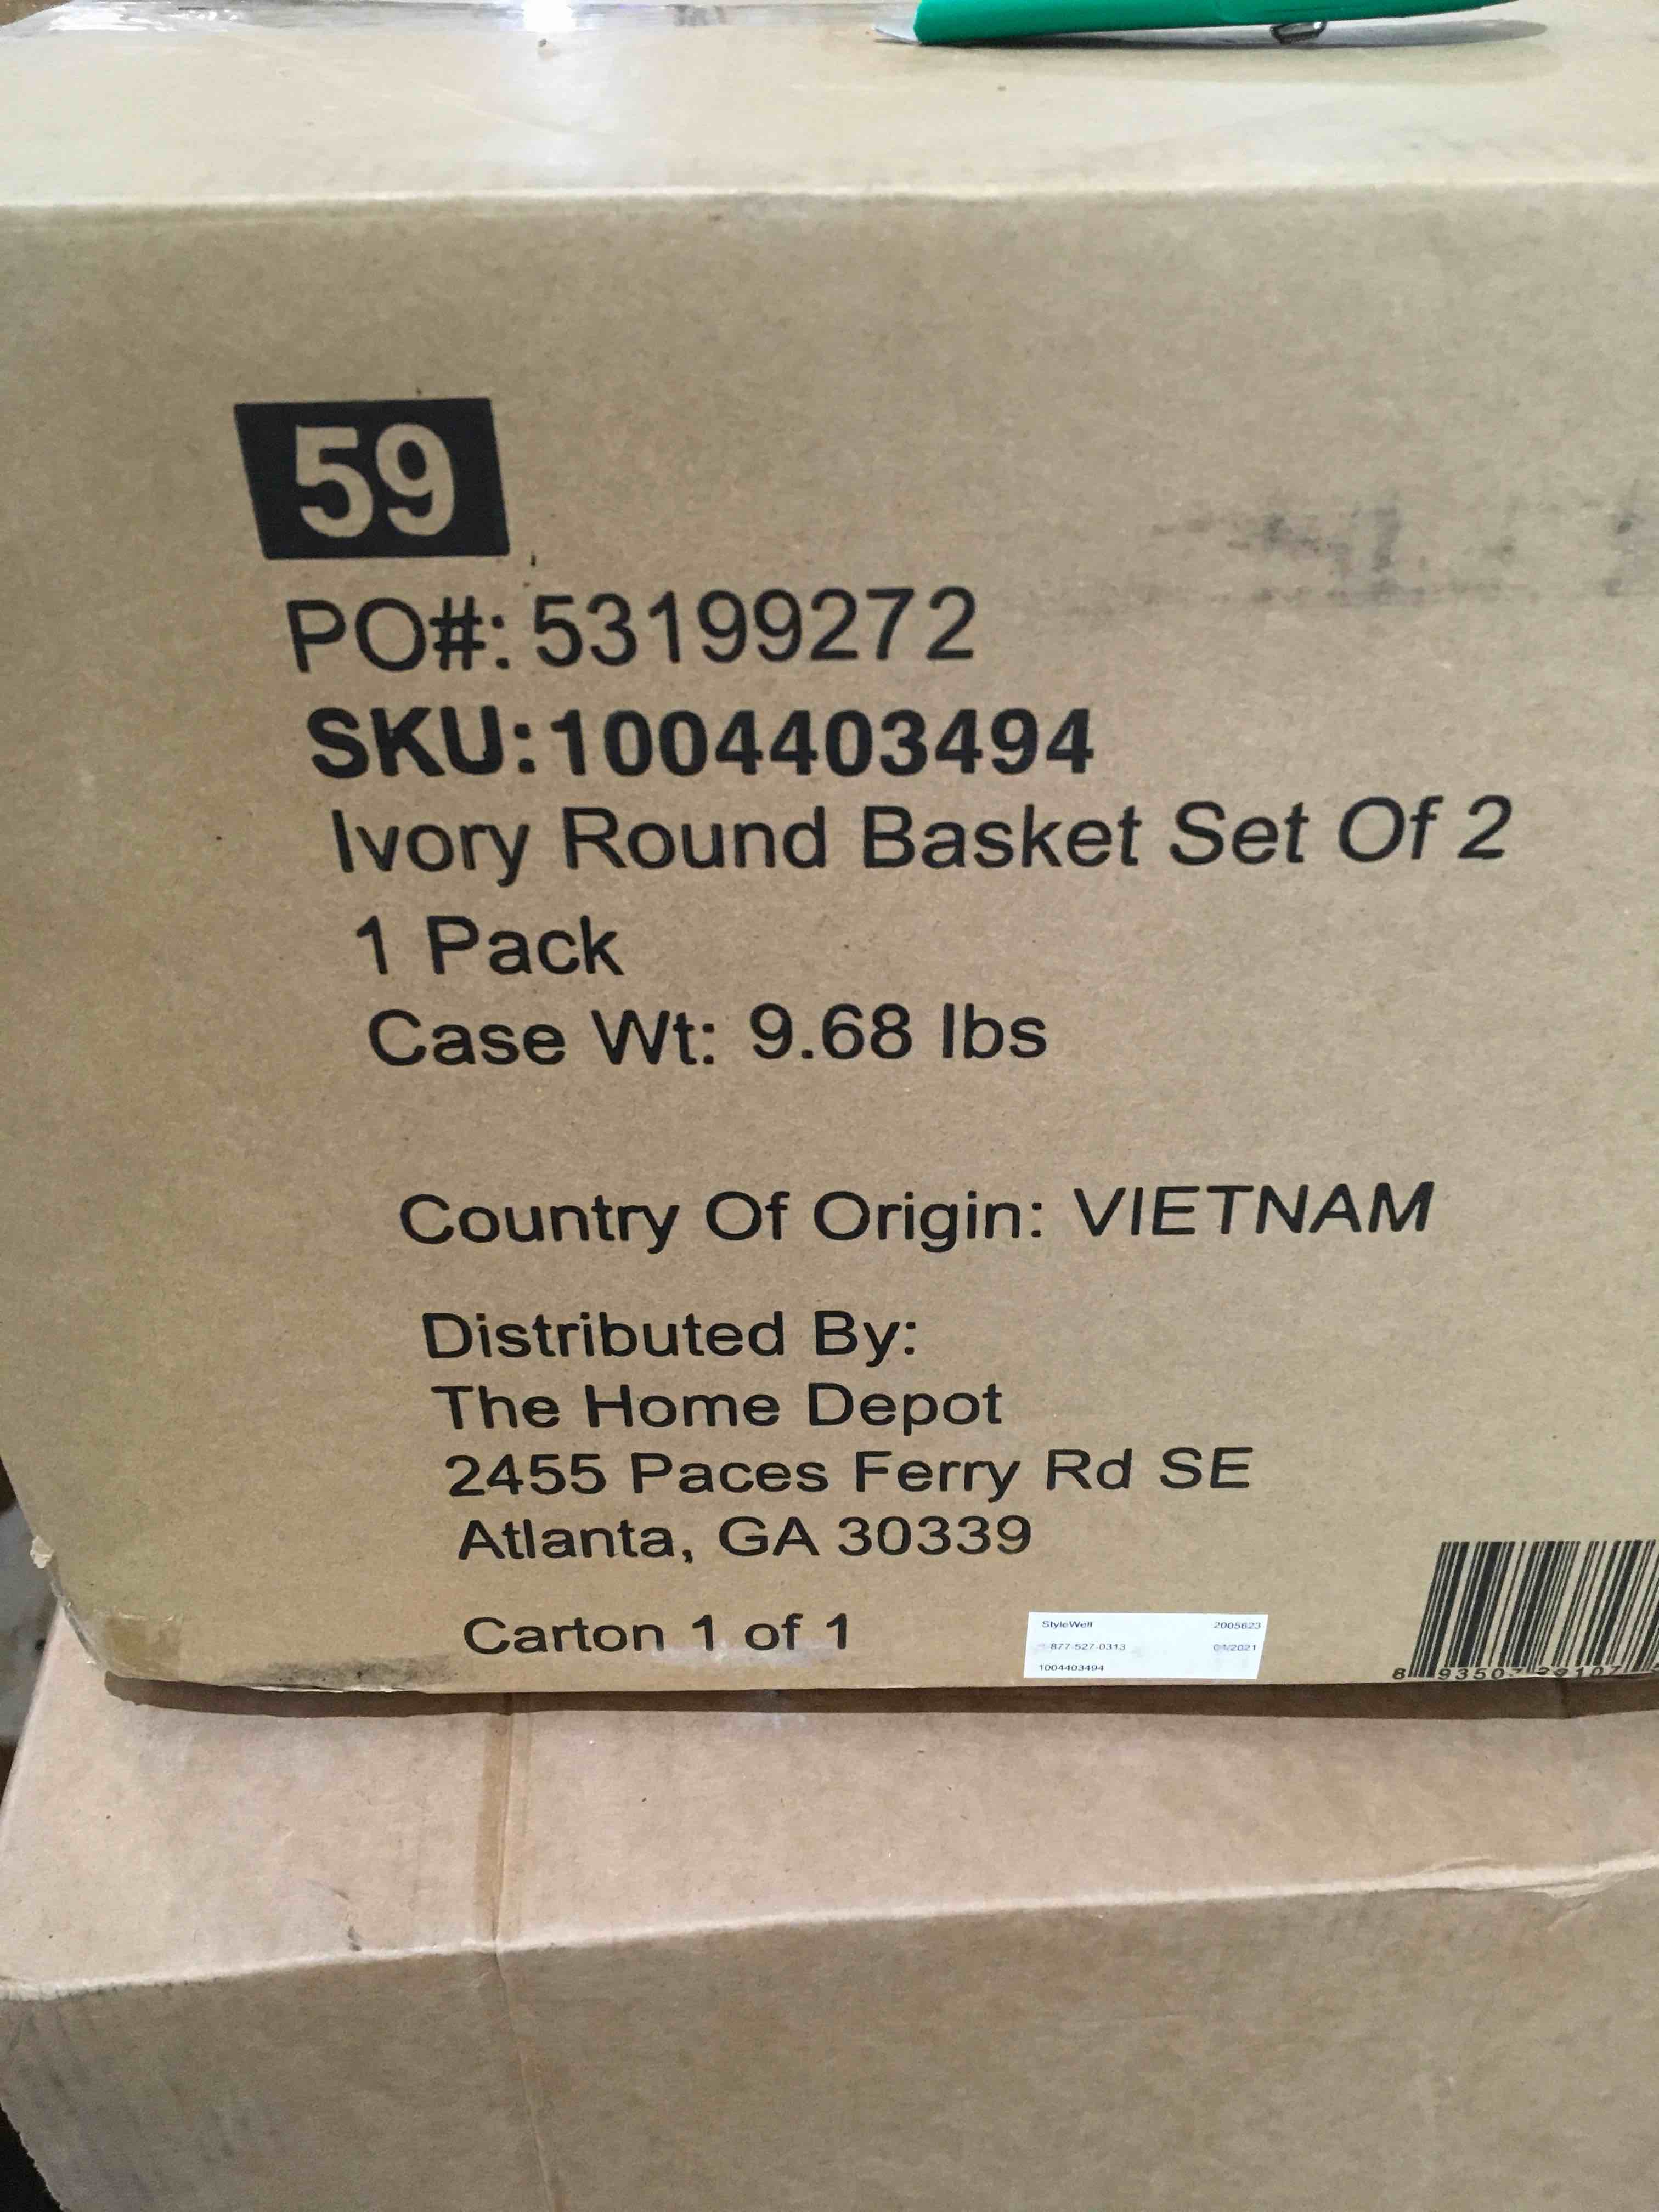 59
PO#: 53199272
SKU:1004403494
Ivory Round Basket Set Of 2
1 Pack
Case Wt: 9.68 lbs
Country Of Origin: VIETNAM
Distributed By:
The Home Depot
2455 Paces Ferry Rd SE
Atlanta, GA 30339
Carton 1 of 1
StyleWell 2005623
-877-527-0313
1004403494